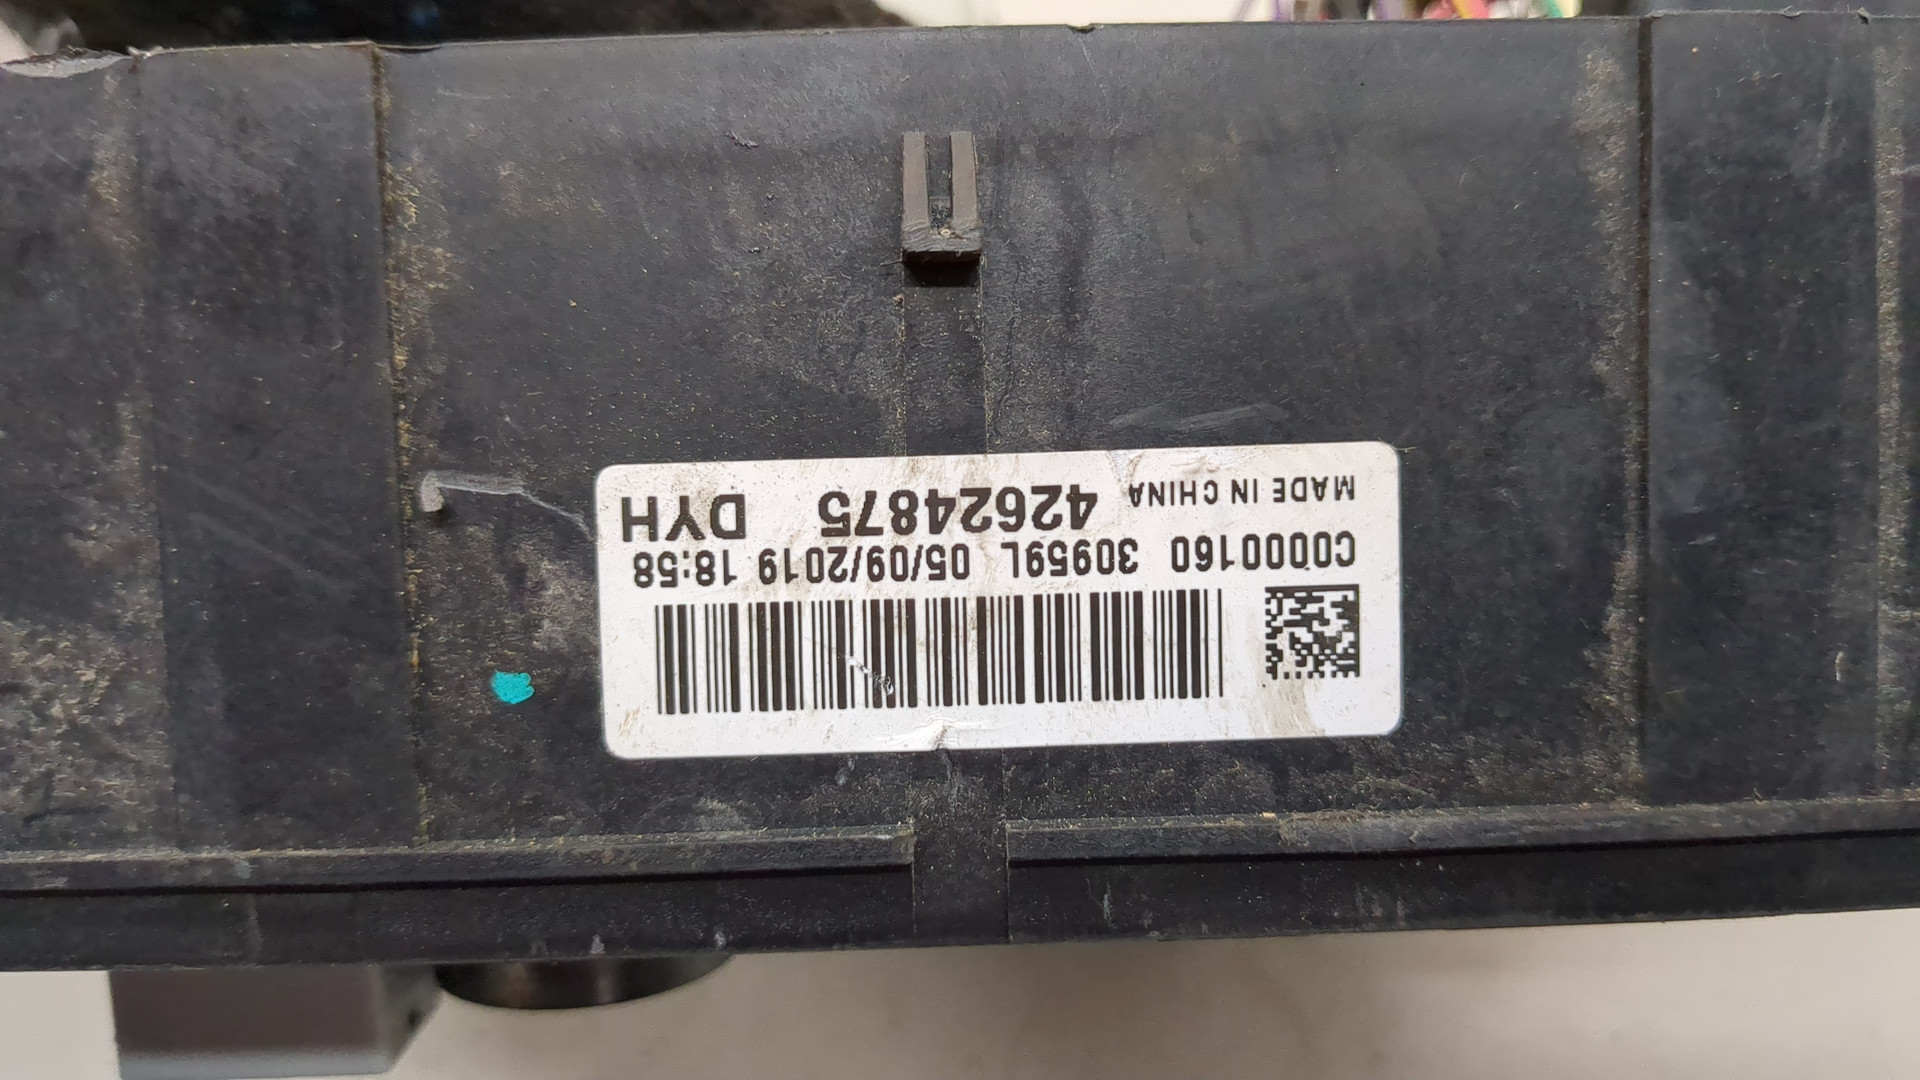 C0000160 30959L 05/09/2019 18:58
MADE IN CHINA 42624875 DYH